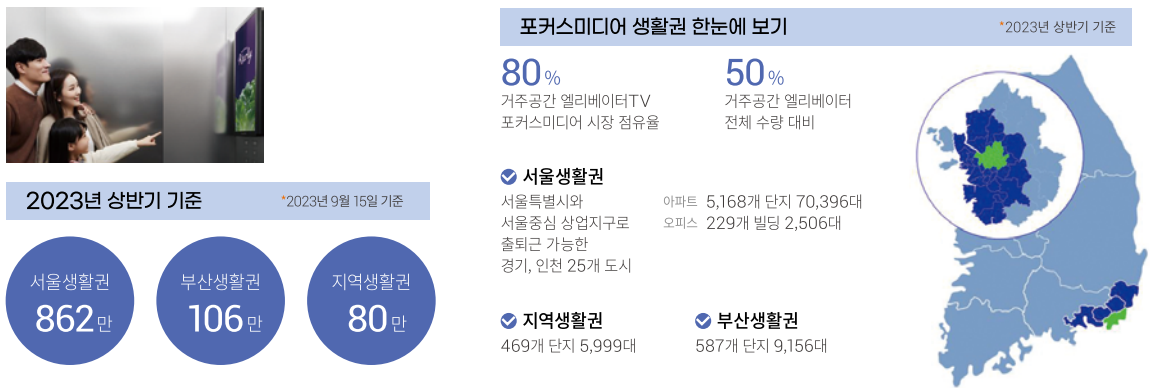 2023년 상반기 기준
*2023년 9월 15일 기준
서울생활권
862 만
부산생활권
106 만
지역생활권
80 만
포커스미디어 생활권 한눈에 보기
*2023년 상반기 기준
80 %
거주공간 엘리베이터TV
포커스미디어 시장 점유율
50 %
거주공간 엘리베이터
전체 수량 대비
서울생활권
서울특별시와
서울중심 상업지구로
출퇴근 가능한
경기, 인천 25개 도시
아파트 5,168개 단지 70,396대
오피스 229개 빌딩 2,506대
지역생활권
469개 단지 5,999대
부산생활권
587개 단지 9,156대